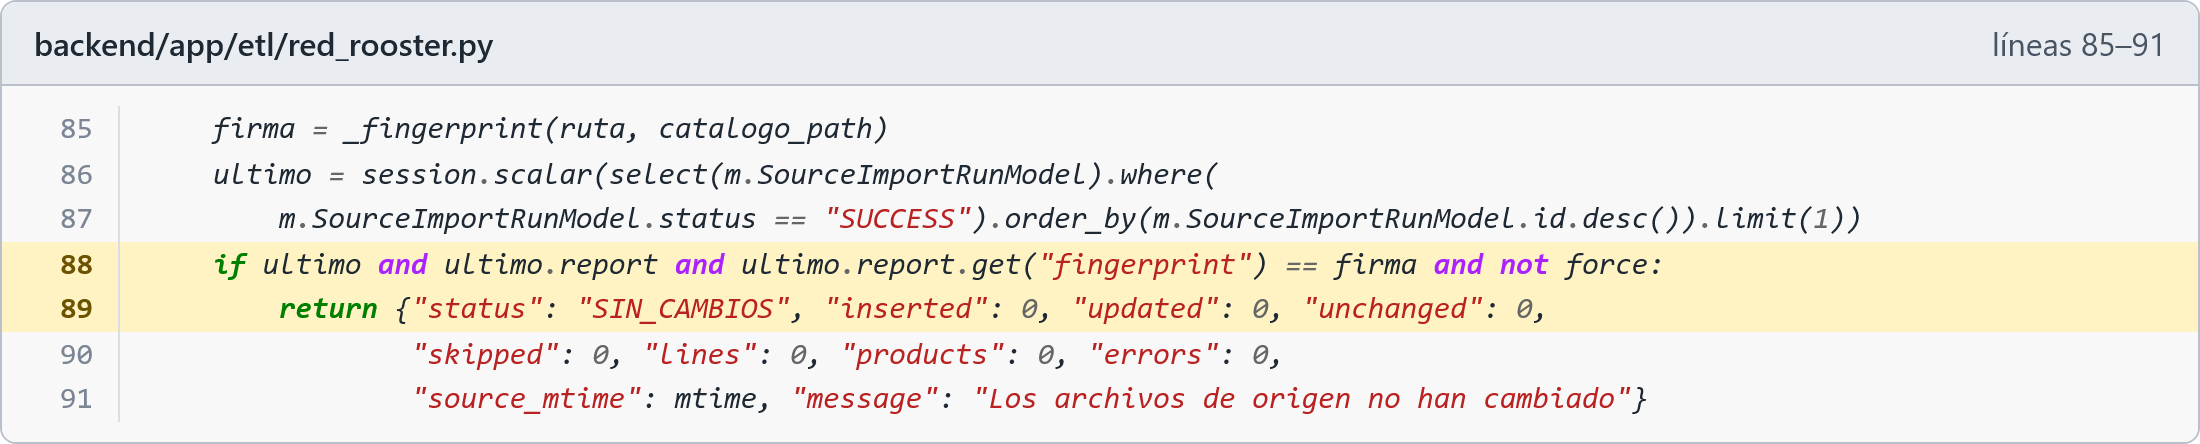 backend/app/etl/red_rooster.py líneas 85–91
85 firma = _fingerprint(ruta, catalogo_path)
86 ultimo = session.scalar(select(m.SourceImportRunModel).where(
87 m.SourceImportRunModel.status == "SUCCESS").order_by(m.SourceImportRunModel.id.desc()).limit(1))
88 if ultimo and ultimo.report and ultimo.report.get("fingerprint") == firma and not force:
89 return {"status": "SIN_CAMBIOS", "inserted": 0, "updated": 0, "unchanged": 0,
90 "skipped": 0, "lines": 0, "products": 0, "errors": 0,
91 "source_mtime": mtime, "message": "Los archivos de origen no han cambiado"}